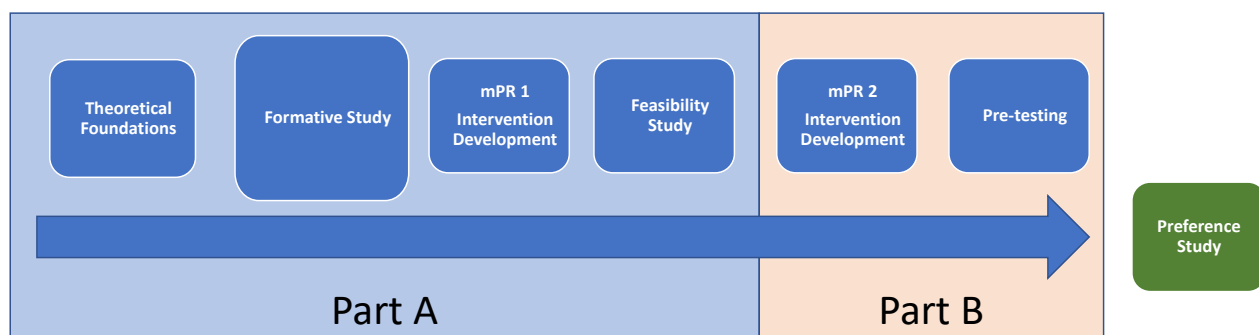 Theoretical
Foundations
Formative Study
mPR 1
Intervention
Development
Feasibility
Study
mPR 2
Intervention
Development
Pre-testing
Preference
Study
Part A
Part B